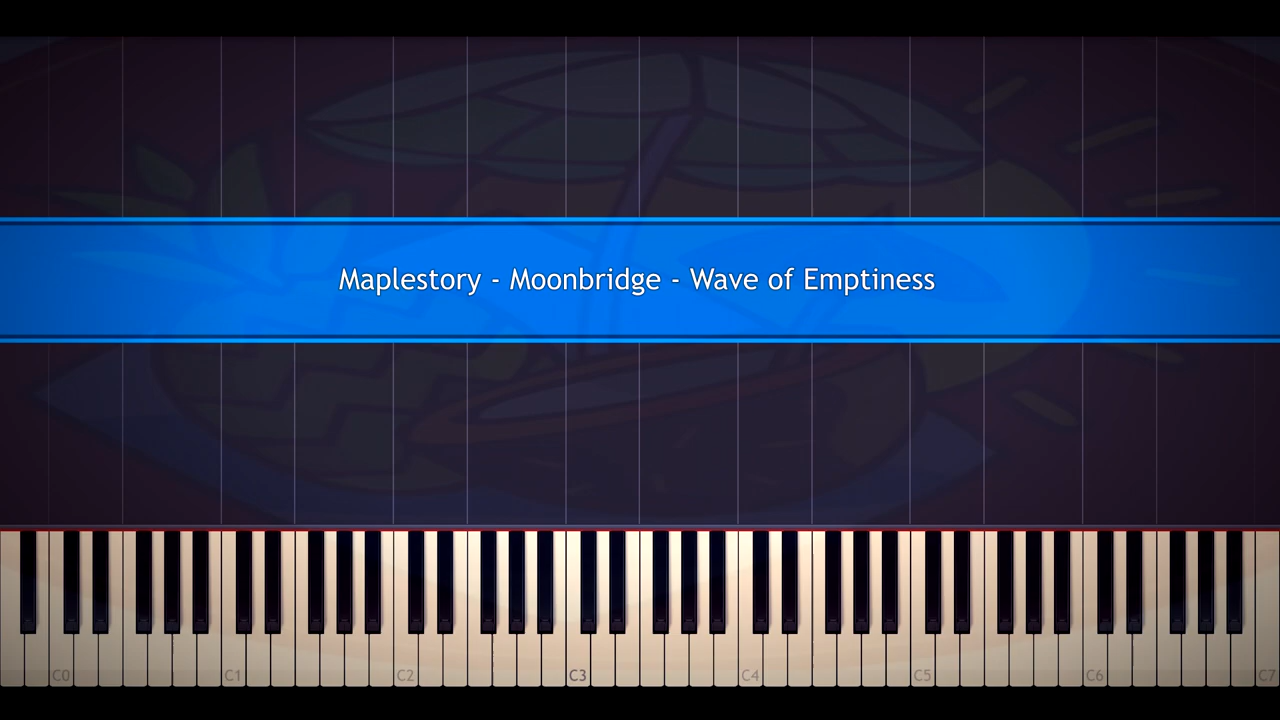 Maplestory - Moonbridge - Wave of Emptiness
C0 C1 C2 C3 C4 C5 C6 C7